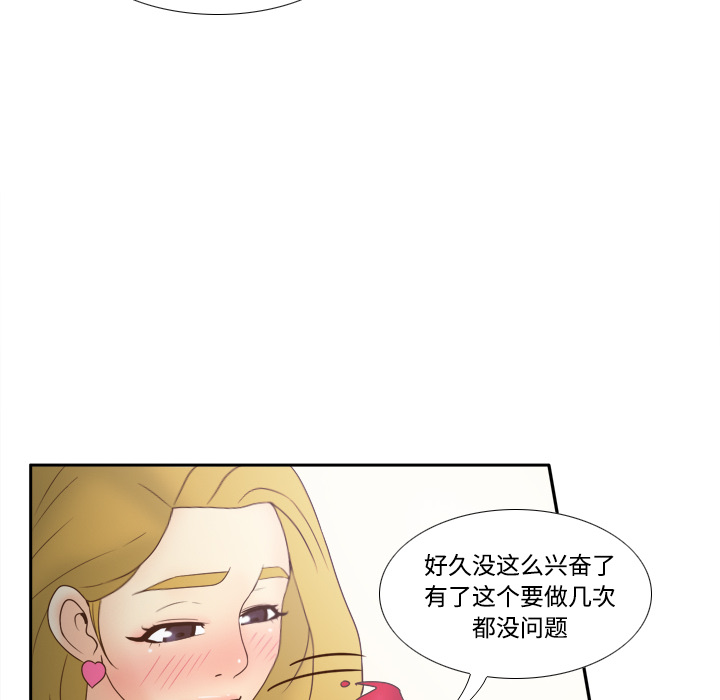 好久没这么兴奋了
有了这个要做几次
都没问题